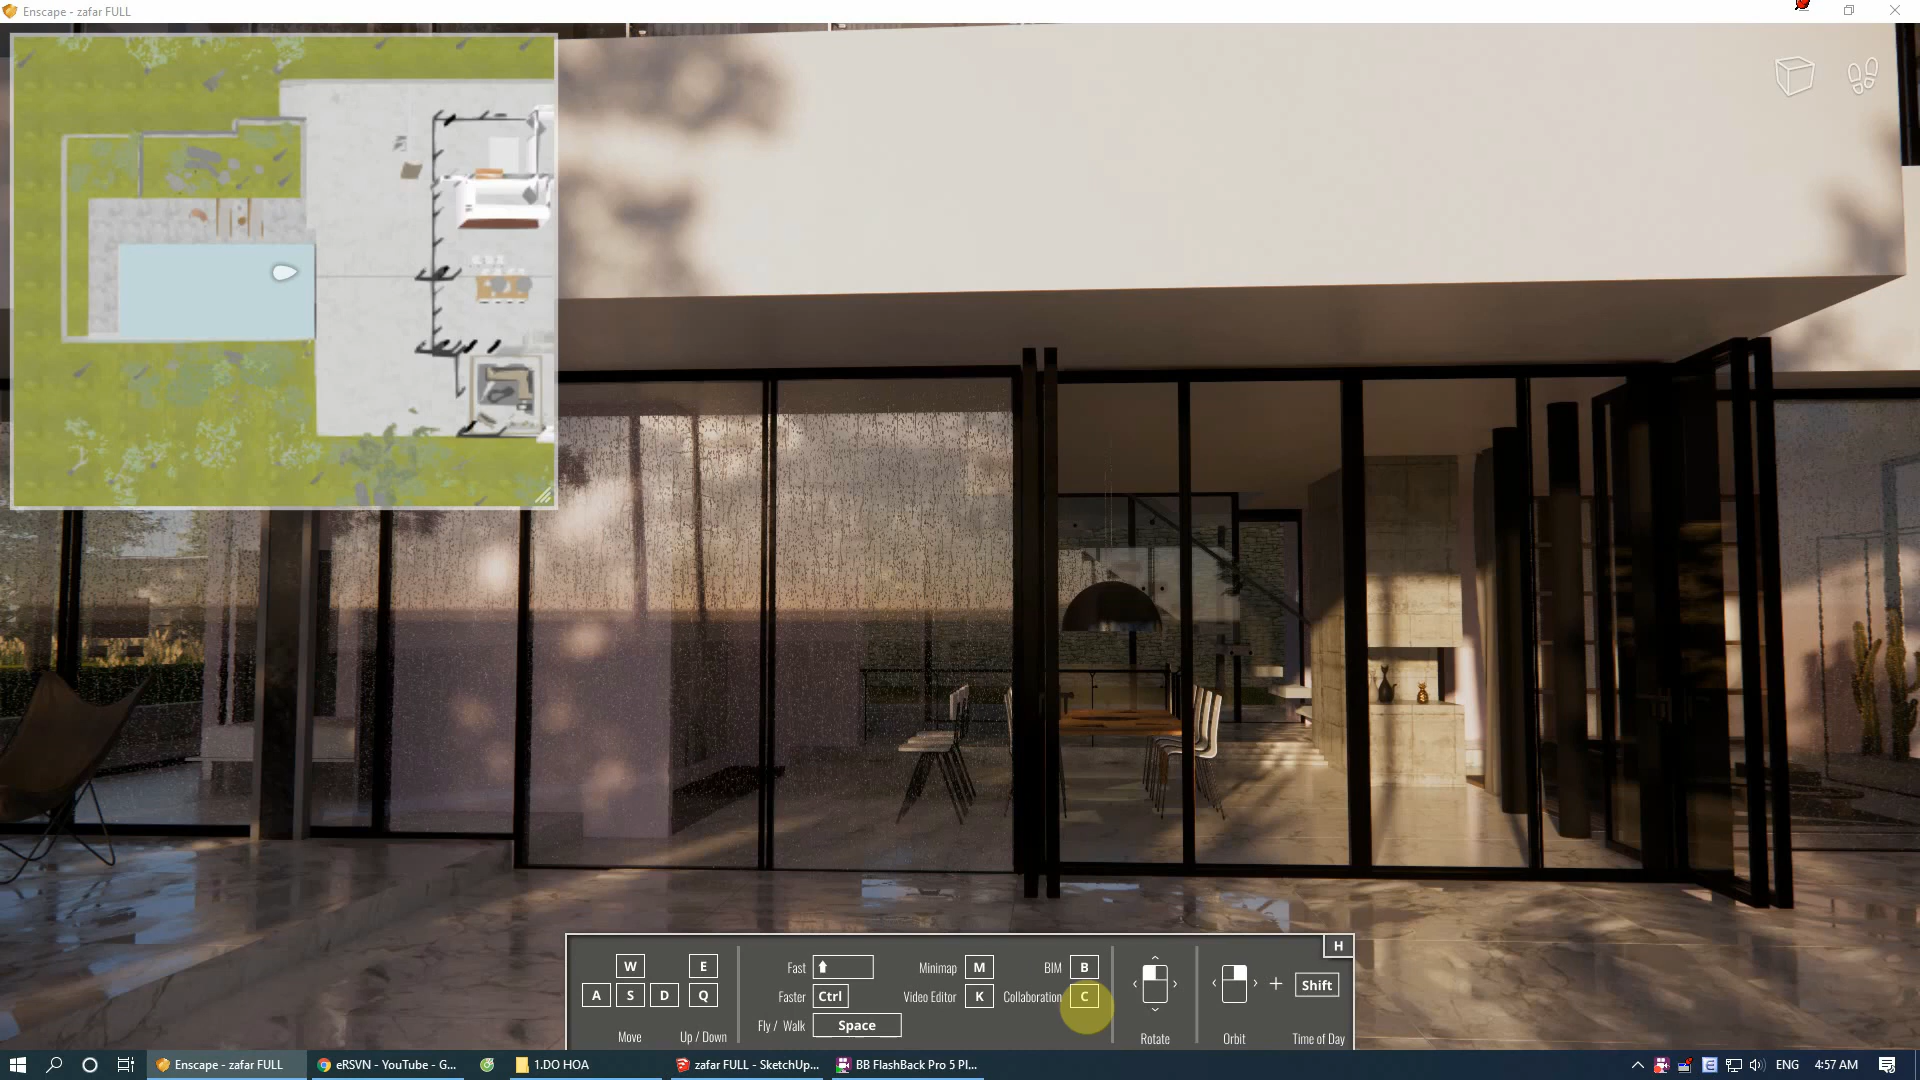 Enscape - zafar FULL
H
W
E
Fast
Minimap
M
BIM
B
A
S
D
Q
Faster
Ctrl
Video Editor
K
Collaboration
C
+
Shift
Fly / Walk
Space
Move
Up / Down
Rotate
Orbit
Time of Day
Enscape - zafar FULL
eRSVN - YouTube - G...
1.DO HOA
zafar FULL - SketchUp...
BB FlashBack Pro 5 Pl...
ENG
4:57 AM